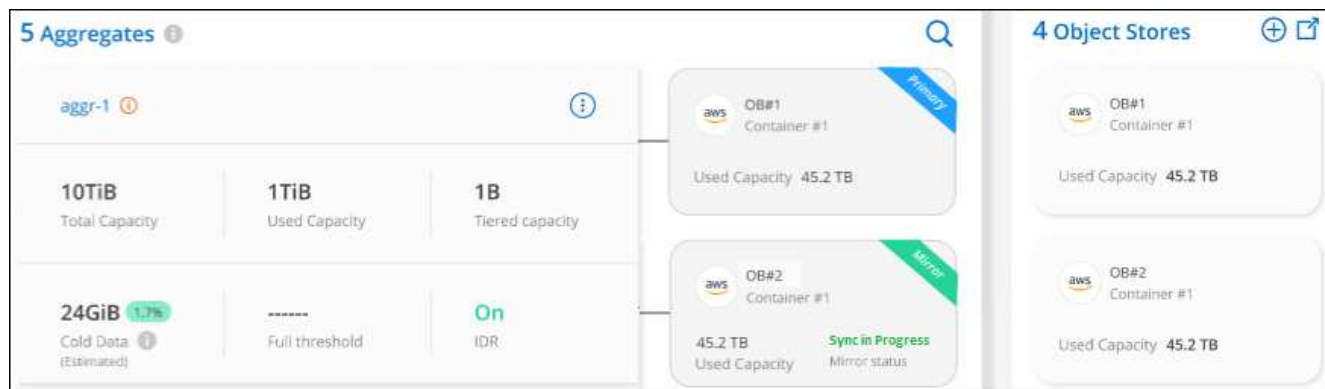 5 Aggregates
4 Object Stores
aggr-1
10TiB
Total Capacity
1TiB
Used Capacity
1B
Tiered capacity
24GiB 1.7%
Cold Data
(Estimated)
------
Full threshold
On
IDR
aws
OB#1
Container #1
Primary
Used Capacity 45.2 TB
aws
OB#2
Container #1
Mirror
45.2 TB
Used Capacity
Sync in Progress
Mirror status
aws
OB#1
Container #1
Used Capacity 45.2 TB
aws
OB#2
Container #1
Used Capacity 45.2 TB